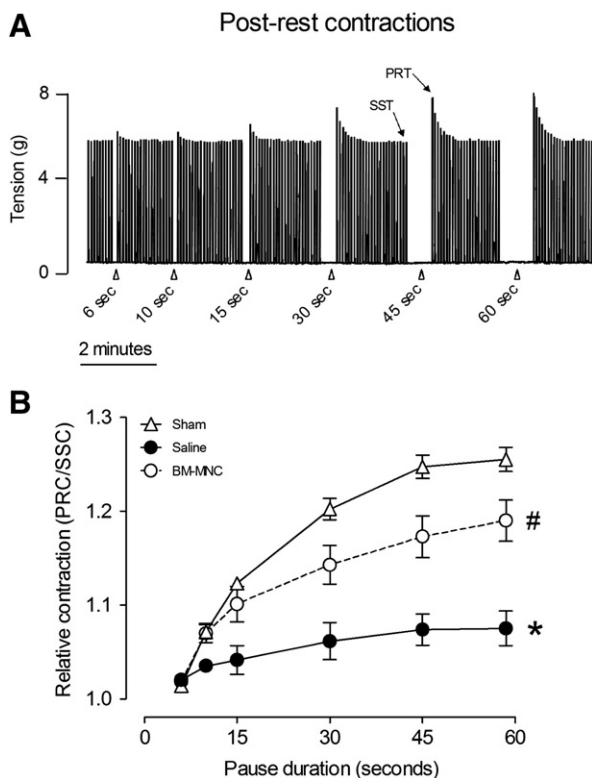 A
Post-rest contractions
Tension (g)
8
4
0
PRT
SST
6 sec
10 sec
15 sec
30 sec
45 sec
60 sec
2 minutes
B
Relative contraction (PRC/SSC)
1.3
1.2
1.1
1.0
Sham
Saline
BM-MNC
#
*
0
15
30
45
60
Pause duration (seconds)